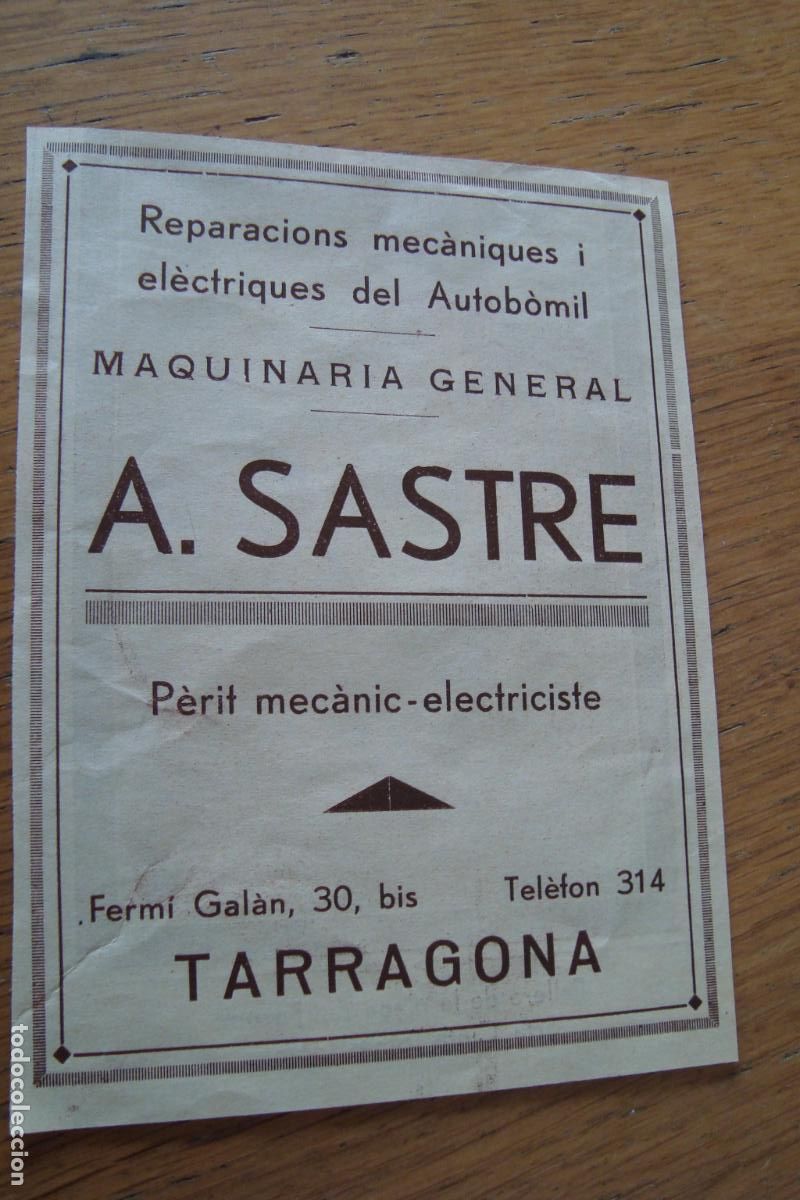 Reparacions mecàniques i
elèctriques del Autobòmil
MAQUINARIA GENERAL
A. SASTRE
Pèrit mecànic-electriciste
Fermí Galàn, 30, bis Telèfon 314
TARRAGONA
todocoleccion